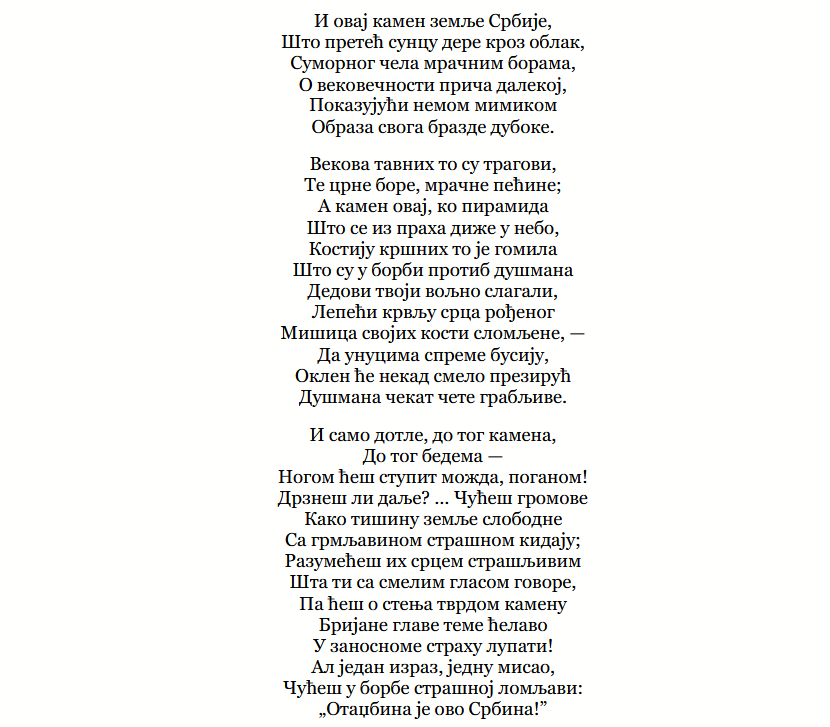 И овај камен земље Србије,
Што претећ сунцу дере кроз облак,
Суморног чела мрачним борама,
О вековечности прича далекој,
Показујући немом мимиком
Образа свога бразде дубоке.
Векова тавних то су трагови,
Те црне боре, мрачне пећине;
А камен овај, ко пирамида
Што се из праха диже у небо,
Костију кршних то је гомила
Што су у борби против душмана
Дедови твоји вољно слагали,
Лепећи крвљу срца рођеног
Мишица својих кости сломљене, —
Да унуцима спреме бусију,
Оклен ће некад смело презирућ
Душмана чекат чете грабљиве.
И само дотле, до тог камена,
До тог бедема —
Ногом ћеш ступит можда, поганом!
Дрзнеш ли даље? ... Чућеш громове
Како тишину земље слободне
Са грмљавином страшном кидају;
Разумећеш их срцем страшљивим
Шта ти са смелим гласом говоре,
Па ћеш о стења тврдом камену
Бријане главе теме ћелаво
У заносноме страху лупати!
Ал један израз, једну мисао,
Чућеш у борбе страшној ломљави:
„Отаџбина је ово Србина!”